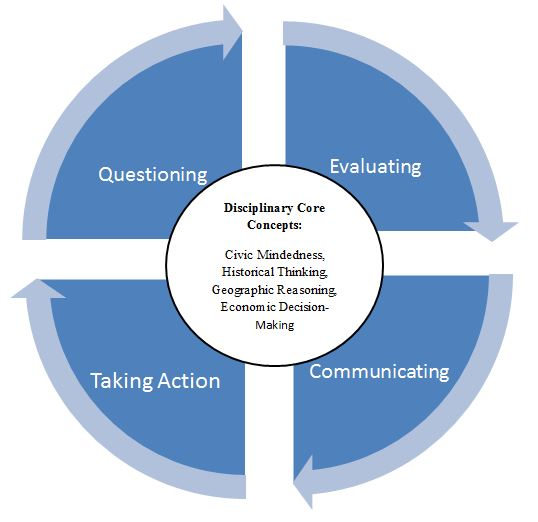 Questioning
Evaluating
Disciplinary Core
Concepts:
Civic Mindedness,
Historical Thinking,
Geographic Reasoning,
Economic Decision-
Making
Taking Action
Communicating